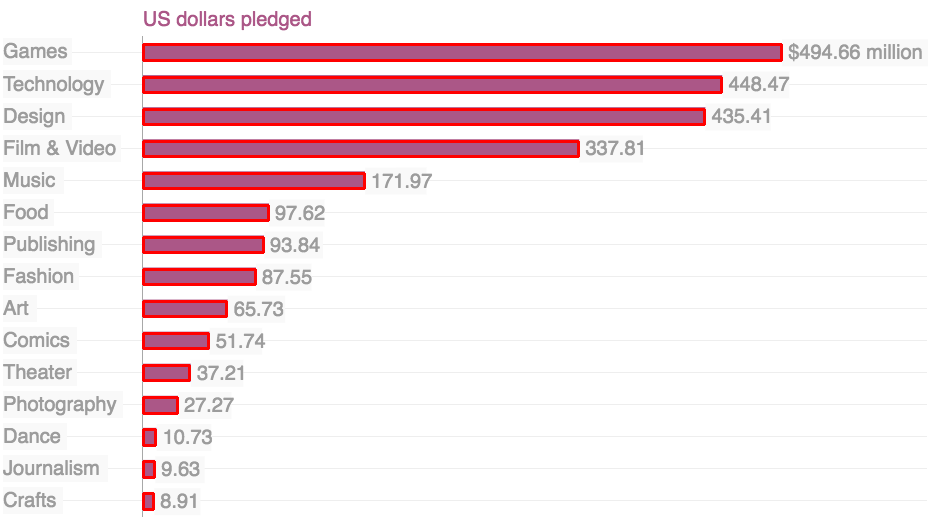 US dollars pledged
Games $494.66 million
Technology 448.47
Design 435.41
Film & Video 337.81
Music 171.97
Food 97.62
Publishing 93.84
Fashion 87.55
Art 65.73
Comics 51.74
Theater 37.21
Photography 27.27
Dance 10.73
Journalism 9.63
Crafts 8.91